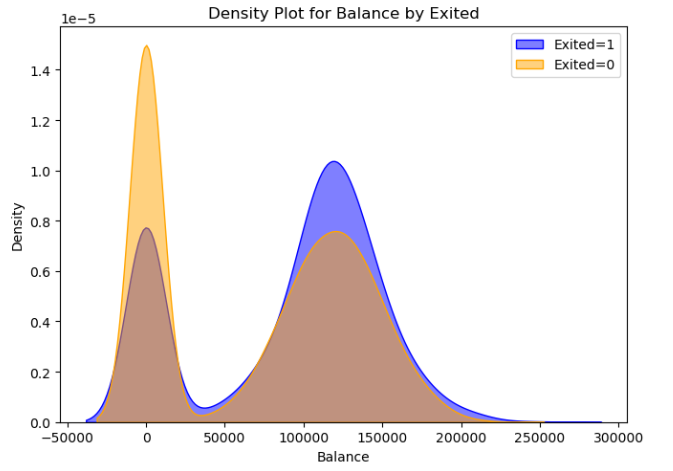 Density Plot for Balance by Exited
1e−5
Exited=1
Exited=0
1.4
1.2
1.0
0.8
0.6
0.4
0.2
0.0
Density
−50000 0 50000 100000 150000 200000 250000 300000
Balance